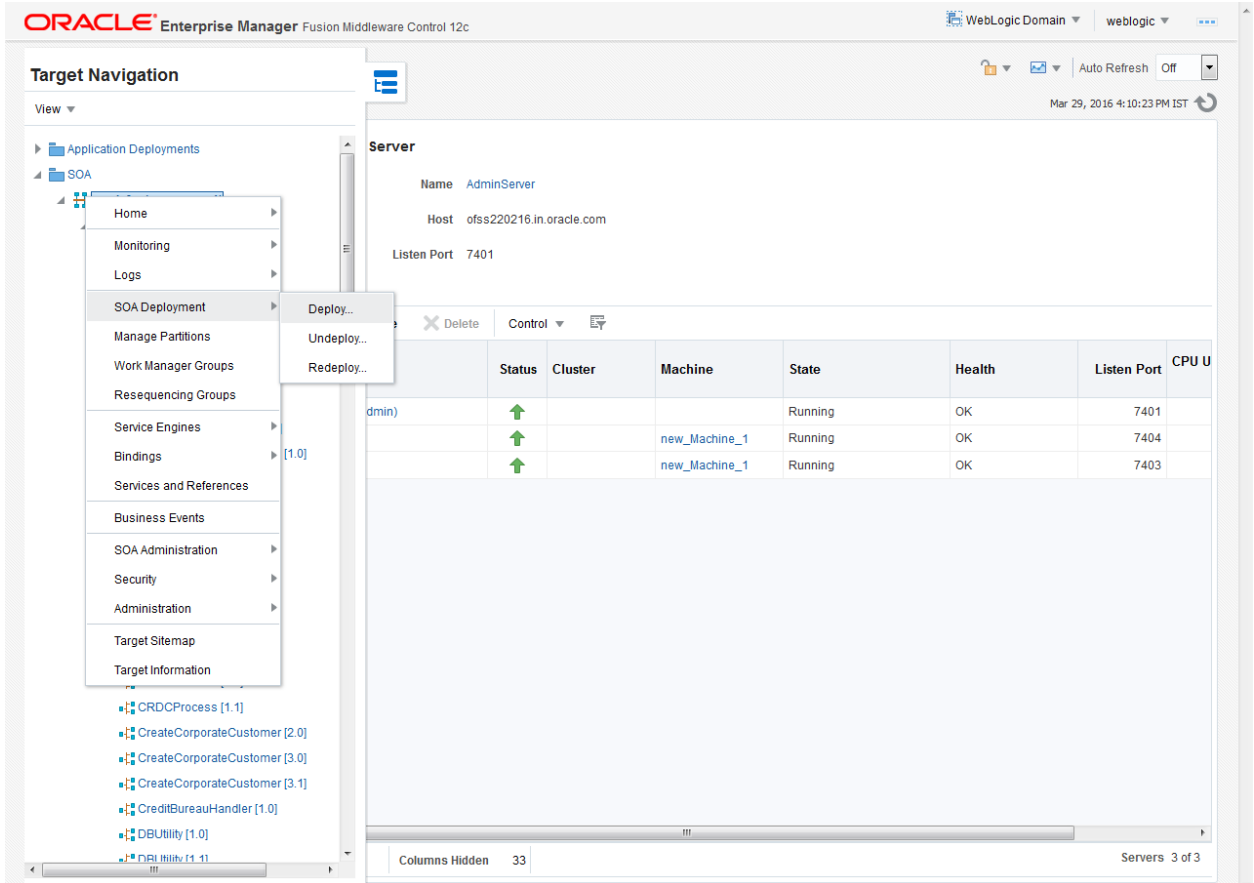 ORACLE Enterprise Manager Fusion Middleware Control 12c
WebLogic Domain
weblogic
Target Navigation
View
Auto Refresh Off
Mar 29, 2016 4:10:23 PM IST
Application Deployments
SOA
Home
Monitoring
Logs
SOA Deployment
Manage Partitions
Work Manager Groups
Resequencing Groups
Service Engines
Bindings
Services and References
Business Events
SOA Administration
Security
Administration
Target Sitemap
Target Information
Deploy...
Undeploy...
Redeploy...
[1.0]
CRDCProcess [1.1]
CreateCorporateCustomer [2.0]
CreateCorporateCustomer [3.0]
CreateCorporateCustomer [3.1]
CreditBureauHandler [1.0]
DBUtility [1.0]
DBUtility [1.1]
Server
Name AdminServer
Host ofss220216.in.oracle.com
Listen Port 7401
Delete Control
Status Cluster Machine State Health Listen Port CPU U
dmin) Running OK 7401
new_Machine_1 Running OK 7404
new_Machine_1 Running OK 7403
Columns Hidden 33
Servers 3 of 3